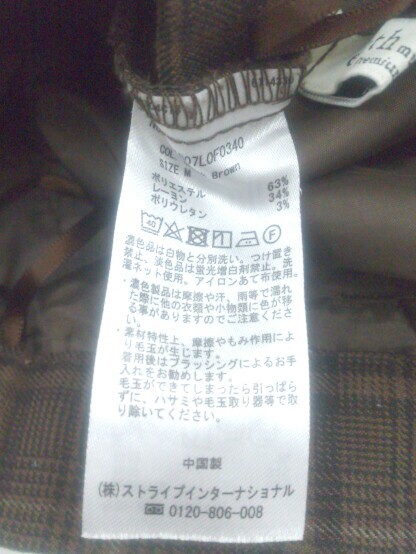 th
premium
COL 07LOF0340
SIZE M Brown
ポリエステル 63%
レーヨン 34%
ポリウレタン 3%
40
F
濃色品は白物と分別洗い。つけ置き
禁止。淡色品は蛍光増白剤禁止。洗
濯ネット使用。アイロンあて布使用。
・濃色製品は摩擦や汗、雨等で濡れ
た際に他の衣類や小物類に色が移
る事がありますのでご注意くださ
い。
・素材特性上、摩擦やもみ作用によ
り毛玉が生じます。
着用後はブラッシングによるお手
入れをお勧めします。
毛玉ができてしまったら引っぱら
ずに、ハサミや毛玉取り器等で取
り除いてください。
中国製
(株)ストライプインターナショナル
0120-806-008